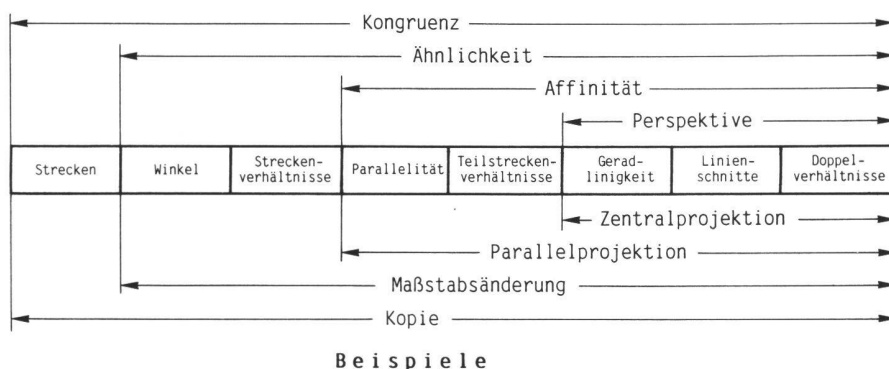 Kongruenz
Ähnlichkeit
Affinität
Perspektive
Strecken
Winkel
Strecken-
verhältnisse
Parallelität
Teilstrecken-
verhältnisse
Gerad-
linigkeit
Linien-
schnitte
Doppel-
verhältnisse
Zentralprojektion
Parallelprojektion
Maßstabsänderung
Kopie
Beispiele